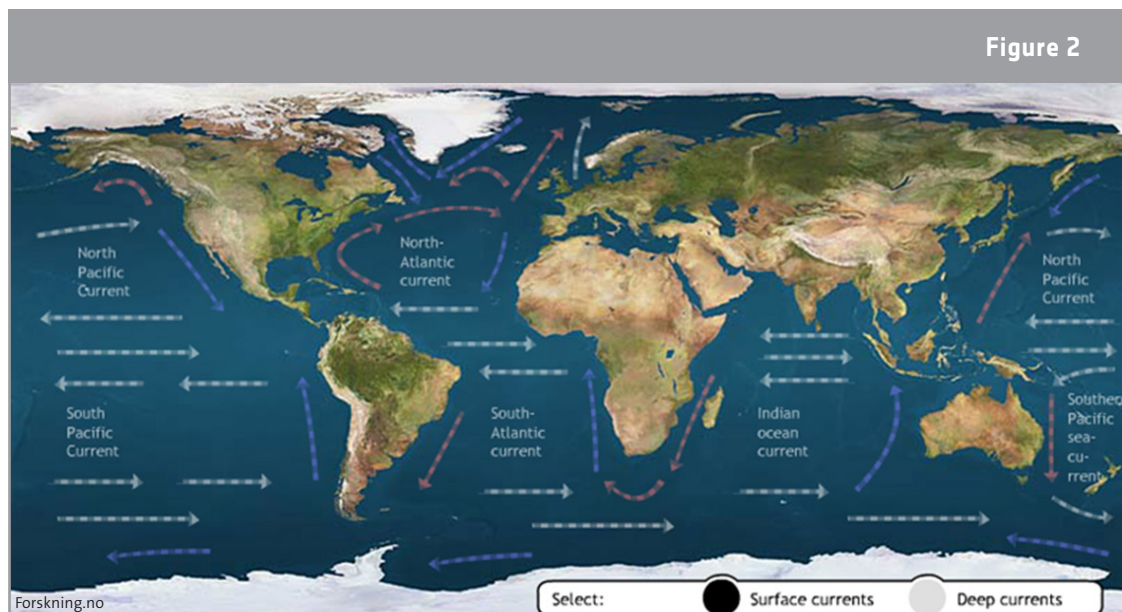 Figure 2
North
Pacific
Current
North-
Atlantic
current
North
Pacific
Current
South
Pacific
Current
South-
Atlantic
current
Indian
ocean
current
Southern
Pacific
sea-
cu-
rrent
Select:
Surface currents
Deep currents
Forskning.no